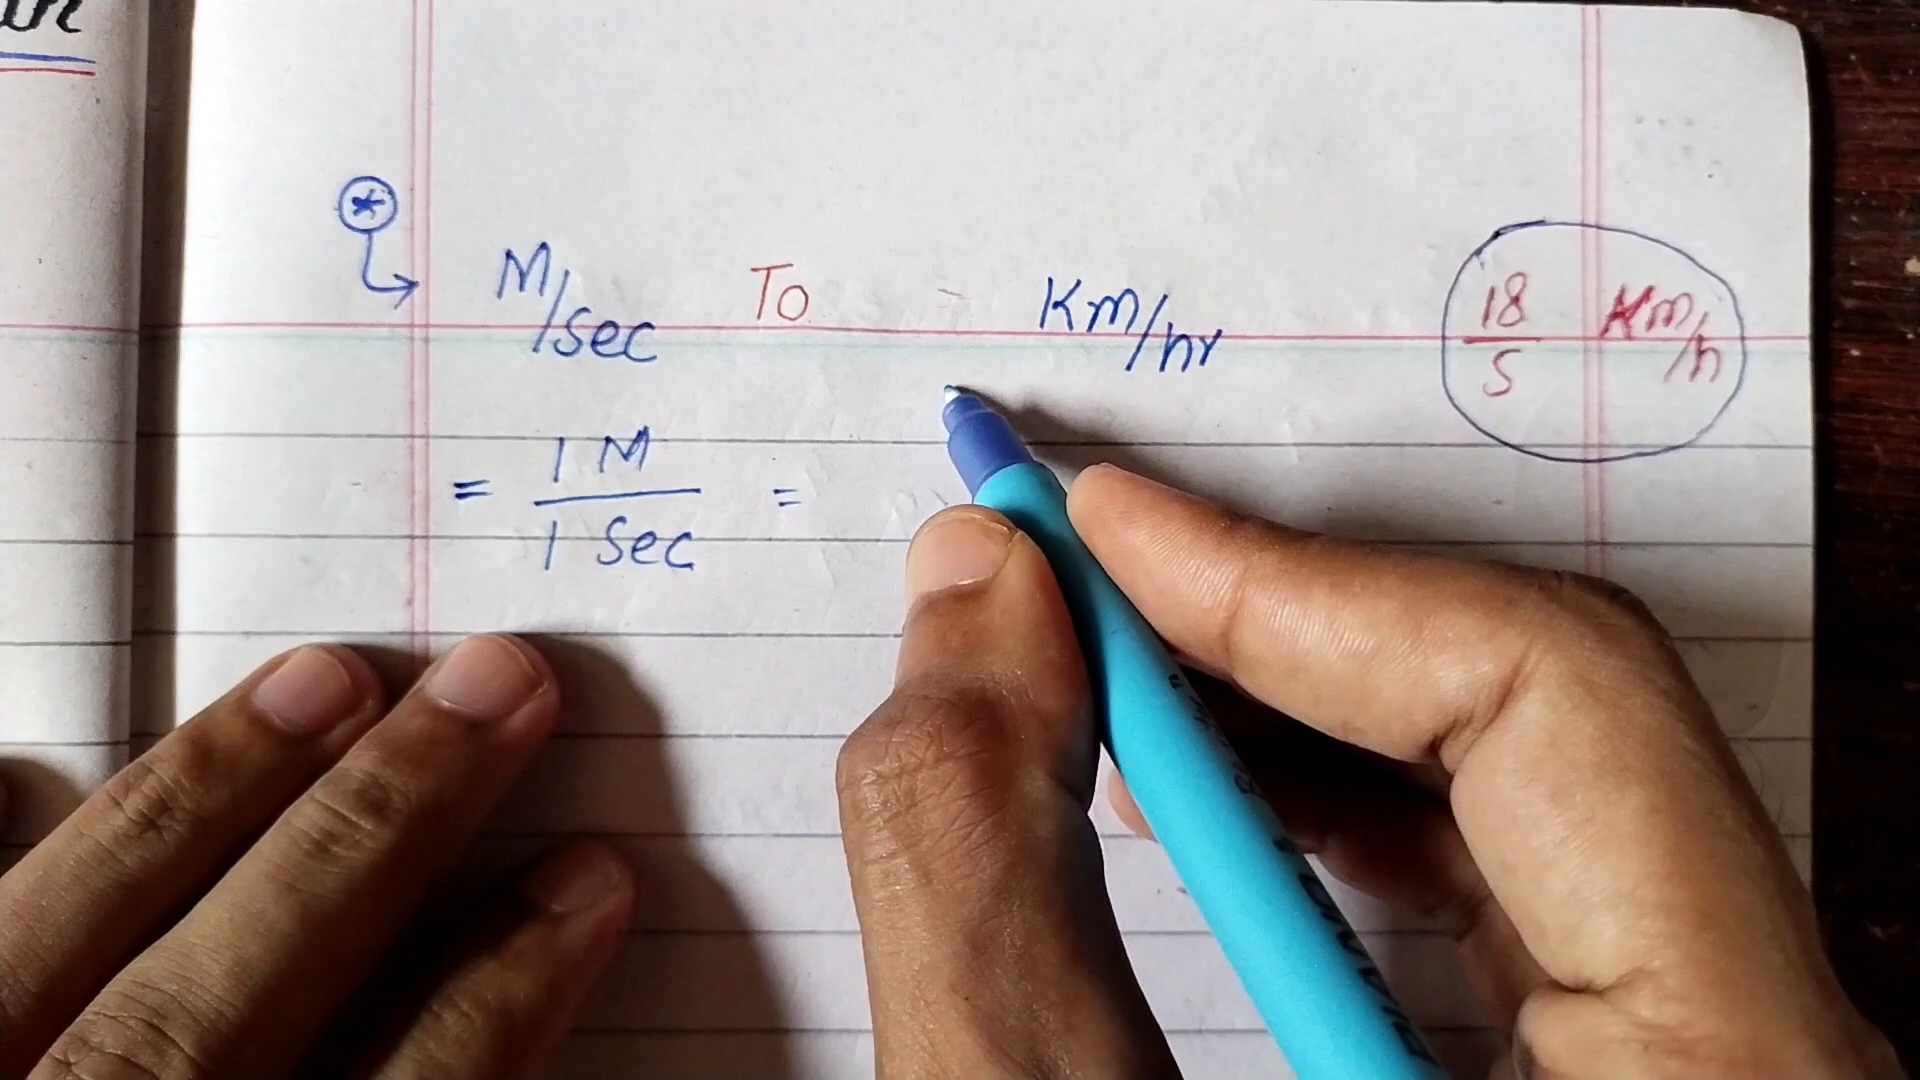 M/sec To Km/hr
18/5 Km/h
= 1 M / 1 Sec =